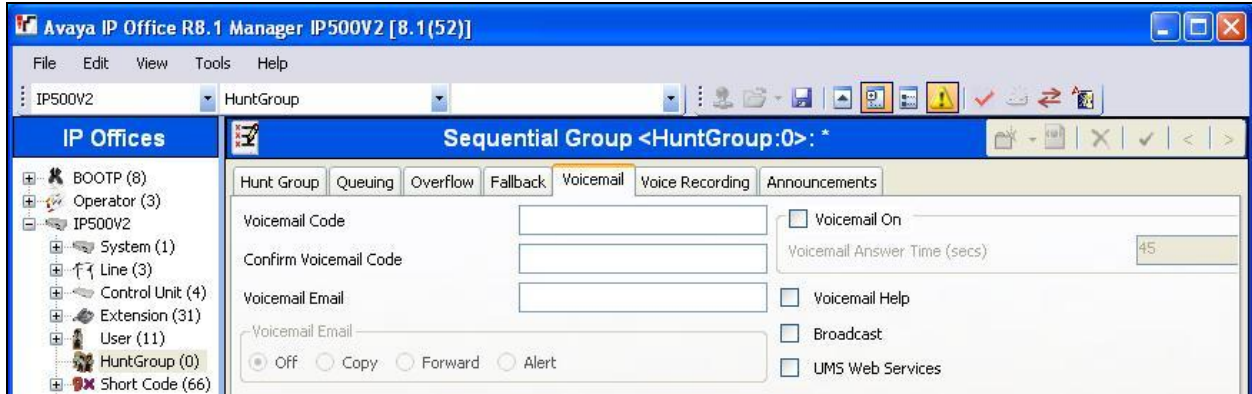 Avaya IP Office R8.1 Manager IP500V2 [8.1(52)]
File Edit View Tools Help
IP500V2 HuntGroup
IP Offices
Sequential Group <HuntGroup:0>: *
BOOTP (8)
Operator (3)
IP500V2
System (1)
Line (3)
Control Unit (4)
Extension (31)
User (11)
HuntGroup (0)
Short Code (66)
Hunt Group Queuing Overflow Fallback Voicemail Voice Recording Announcements
Voicemail Code
Confirm Voicemail Code
Voicemail Email
Voicemail Email
Off Copy Forward Alert
Voicemail On
Voicemail Answer Time (secs) 45
Voicemail Help
Broadcast
UMS Web Services